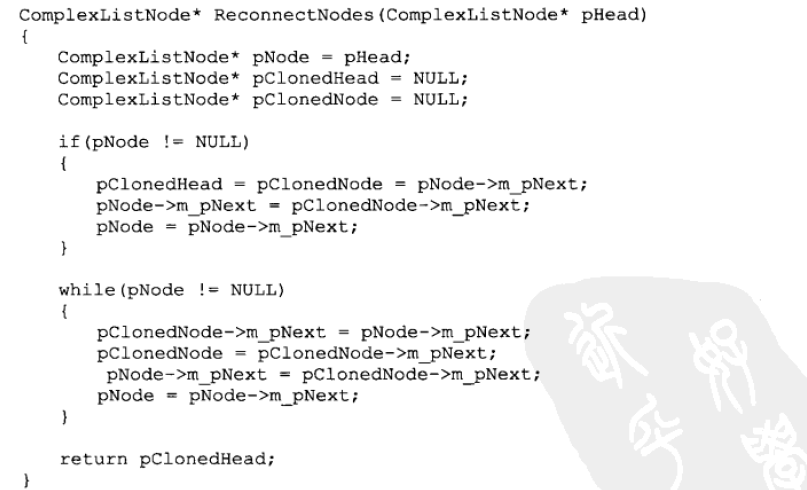 ComplexListNode* ReconnectNodes(ComplexListNode* pHead)
{
    ComplexListNode* pNode = pHead;
    ComplexListNode* pClonedHead = NULL;
    ComplexListNode* pClonedNode = NULL;

    if(pNode != NULL)
    {
        pClonedHead = pClonedNode = pNode->m_pNext;
        pNode->m_pNext = pClonedNode->m_pNext;
        pNode = pNode->m_pNext;
    }

    while(pNode != NULL)
    {
        pClonedNode->m_pNext = pNode->m_pNext;
        pClonedNode = pClonedNode->m_pNext;
         pNode->m_pNext = pClonedNode->m_pNext;
        pNode = pNode->m_pNext;
    }

    return pClonedHead;
}